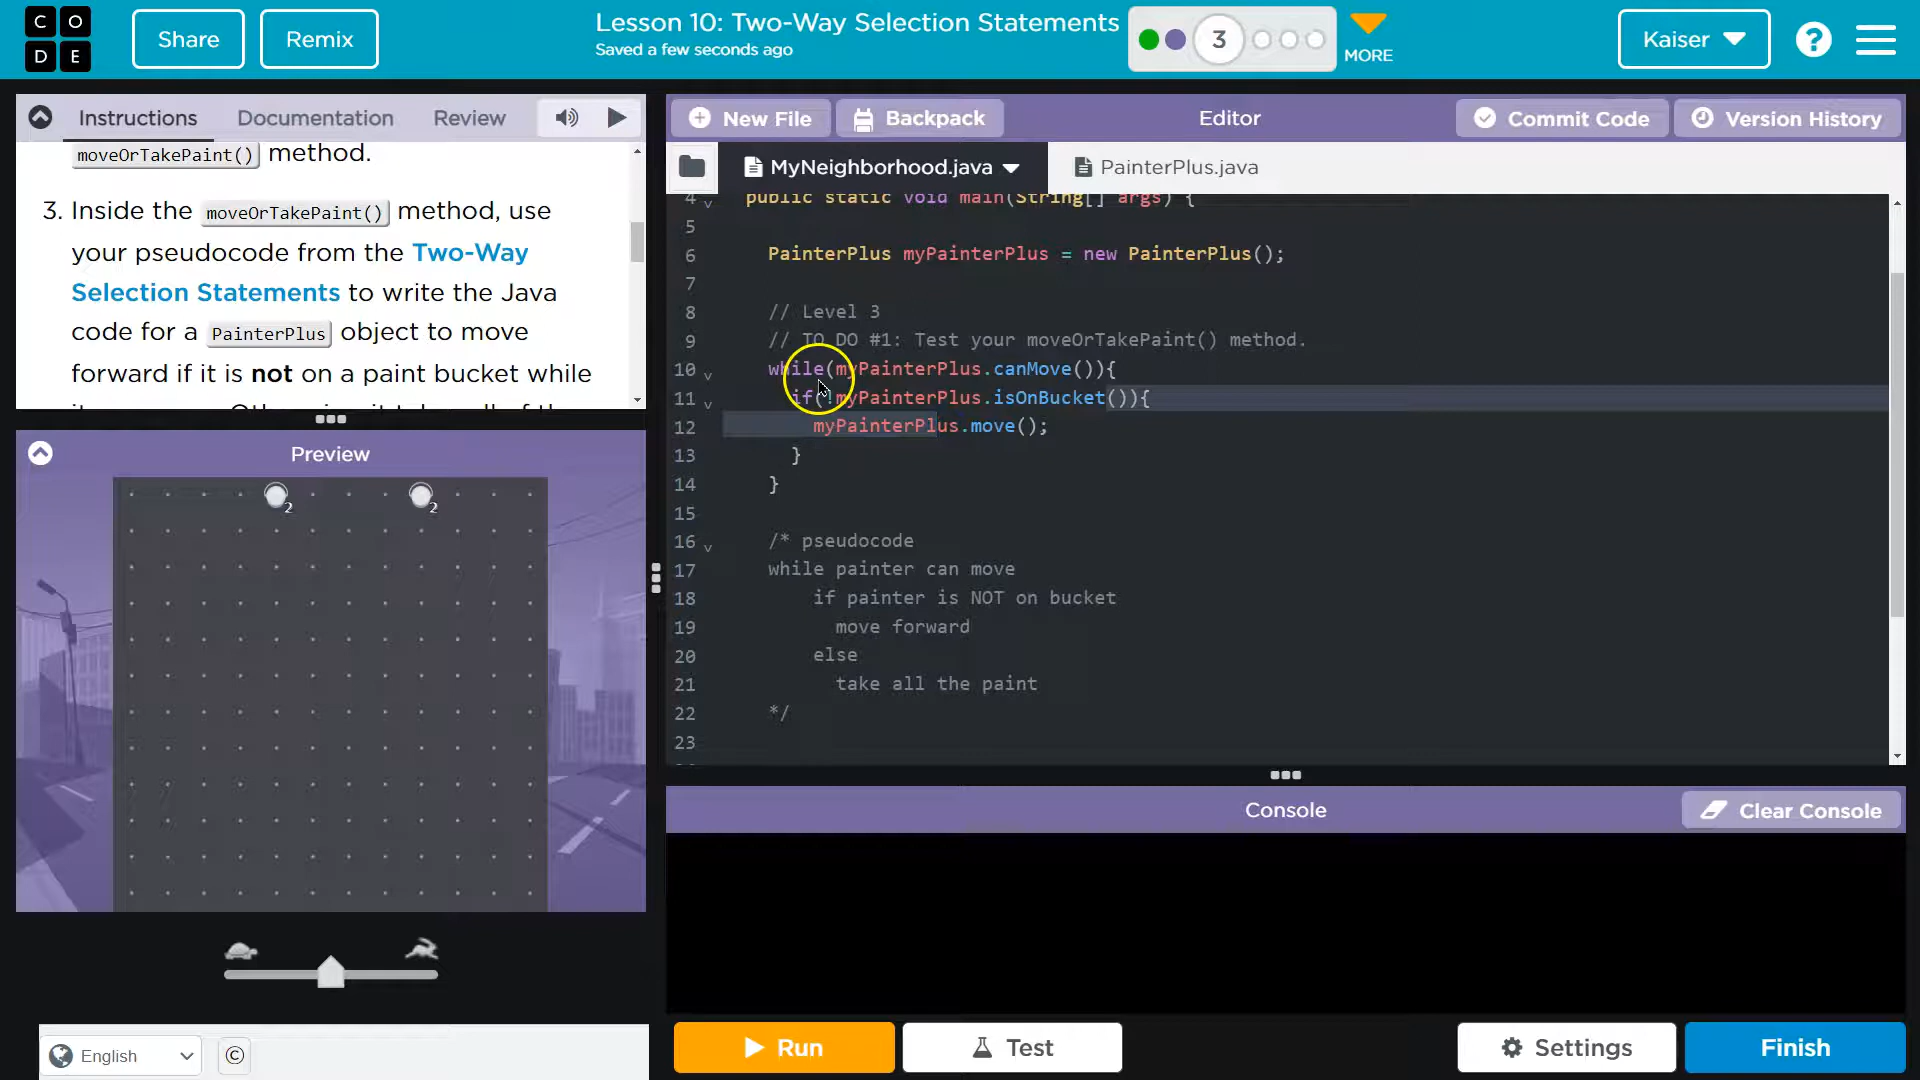 C O
D E
Share
Remix
Lesson 10: Two-Way Selection Statements
Saved a few seconds ago
3
MORE
Kaiser
?
Instructions
Documentation
Review
New File
Backpack
Editor
Commit Code
Version History
MyNeighborhood.java
PainterPlus.java
moveOrTakePaint() method.
3. Inside the moveOrTakePaint() method, use
your pseudocode from the Two-Way
Selection Statements to write the Java
code for a PainterPlus object to move
forward if it is not on a paint bucket while
Preview
2
2
4 public static void main(String[] args) {
5
6 PainterPlus myPainterPlus = new PainterPlus();
7
8 // Level 3
9 // TO DO #1: Test your moveOrTakePaint() method.
10 while(myPainterPlus.canMove()){
11 if(!myPainterPlus.isOnBucket()){
12 myPainterPlus.move();
13 }
14 }
15
16 /* pseudocode
17 while painter can move
18 if painter is NOT on bucket
19 move forward
20 else
21 take all the paint
22 */
23
Console
Clear Console
English
©
Run
Test
Settings
Finish